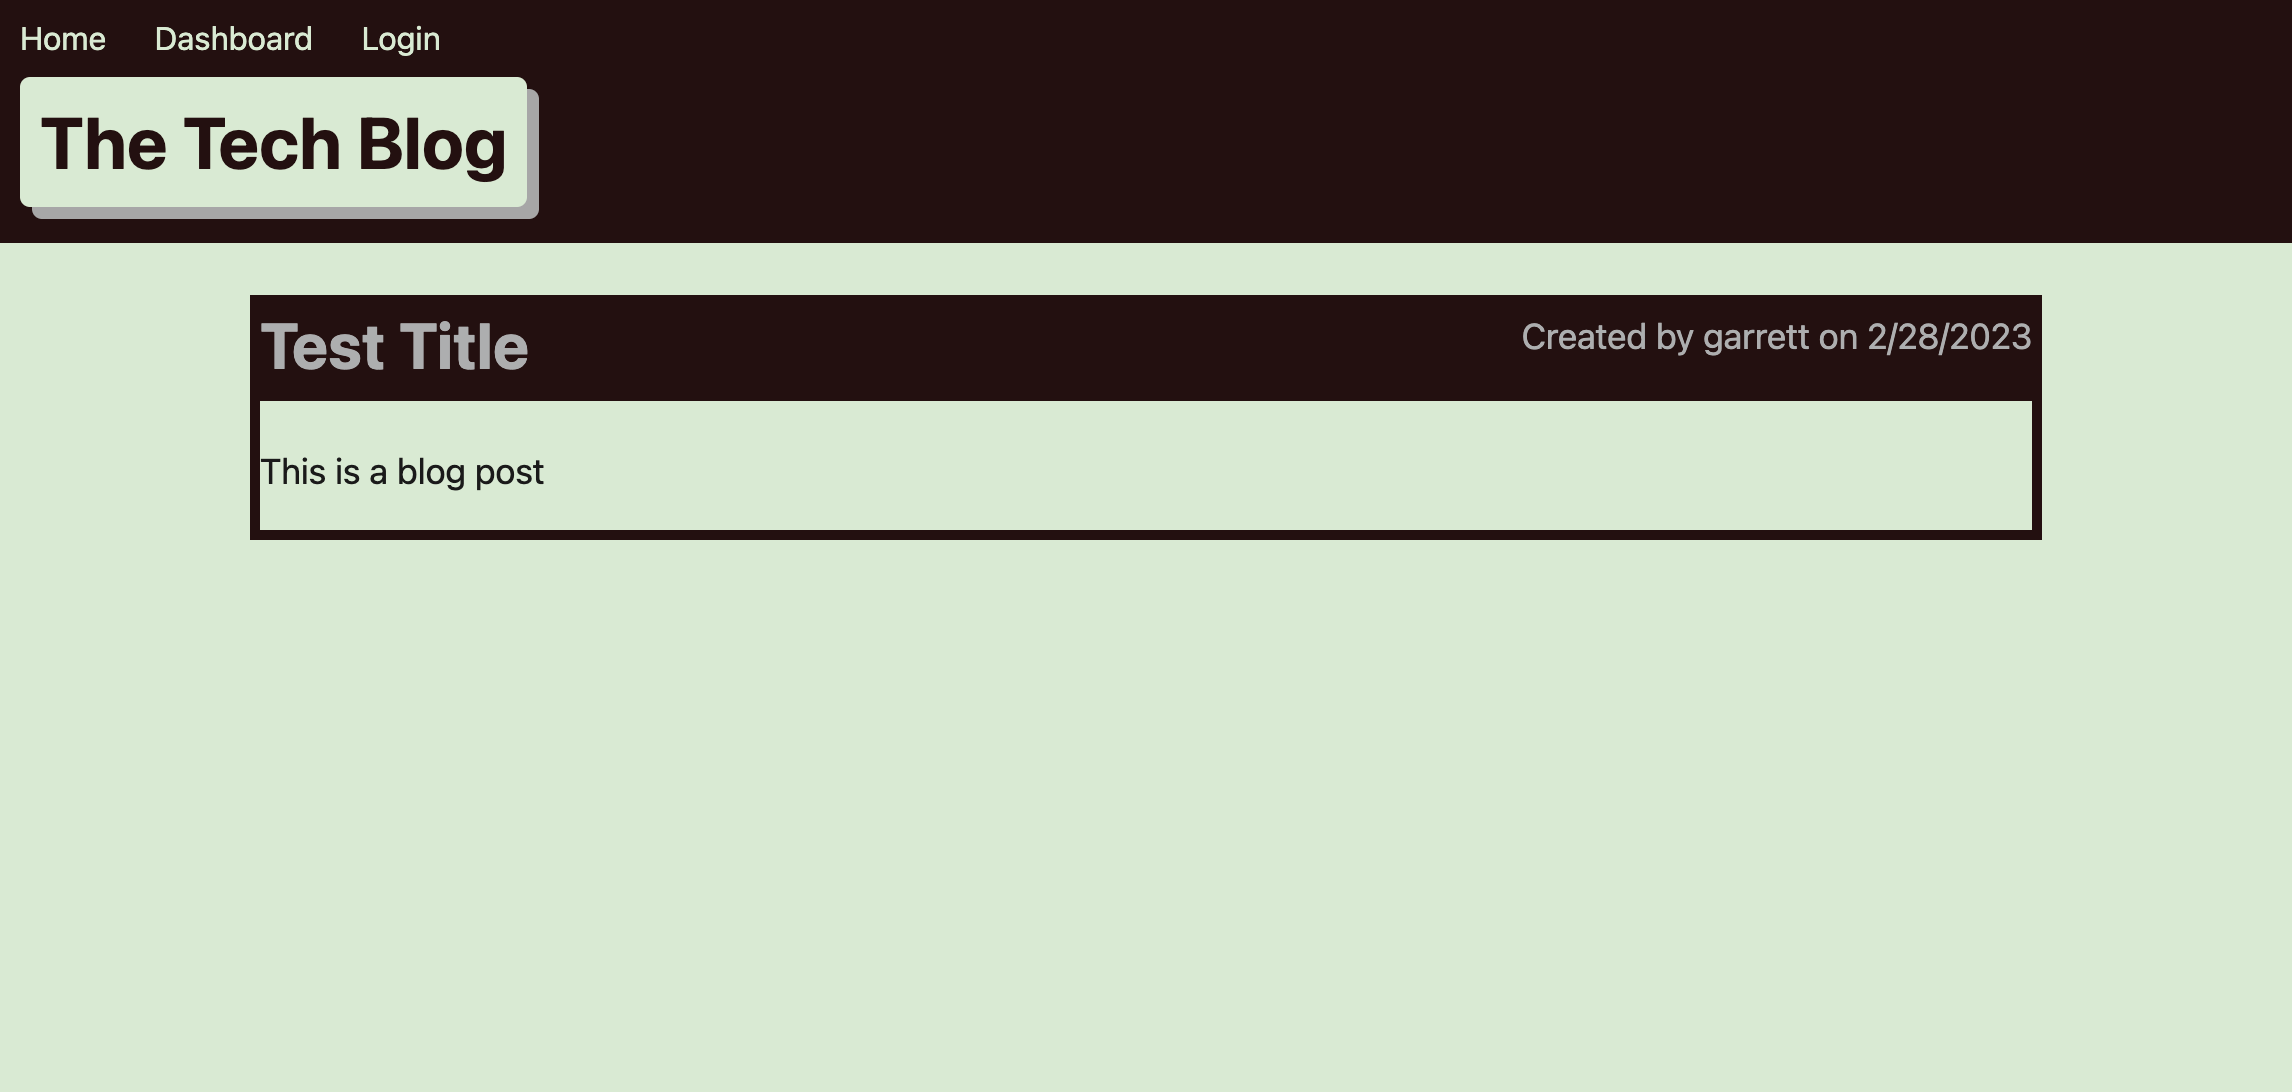 Home Dashboard Login
The Tech Blog
Test Title Created by garrett on 2/28/2023
This is a blog post